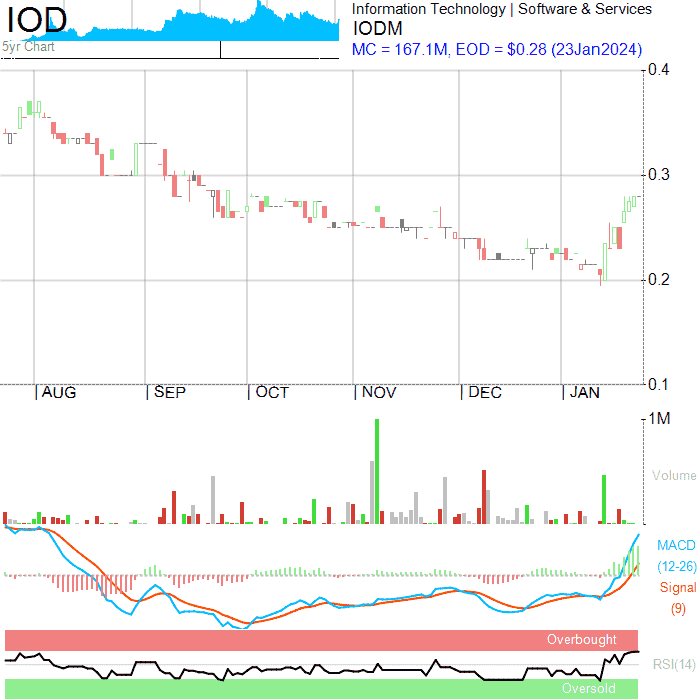 IOD
5yr Chart
Information Technology | Software & Services
IODM
MC = 167.1M, EOD = $0.28 (23Jan2024)
0.4
0.3
0.2
0.1
|AUG |SEP |OCT |NOV |DEC |JAN
1M
Volume
MACD
(12-26)
Signal
(9)
Overbought
RSI(14)
Oversold